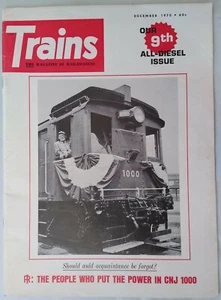 DECEMBER 1970 • 60c
Trains
THE MAGAZINE OF RAILROADING
OUR
9th
ALL-DIESEL
ISSUE
1000
Should auld acquaintance be forgot?
: THE PEOPLE WHO PUT THE POWER IN CNJ 1000